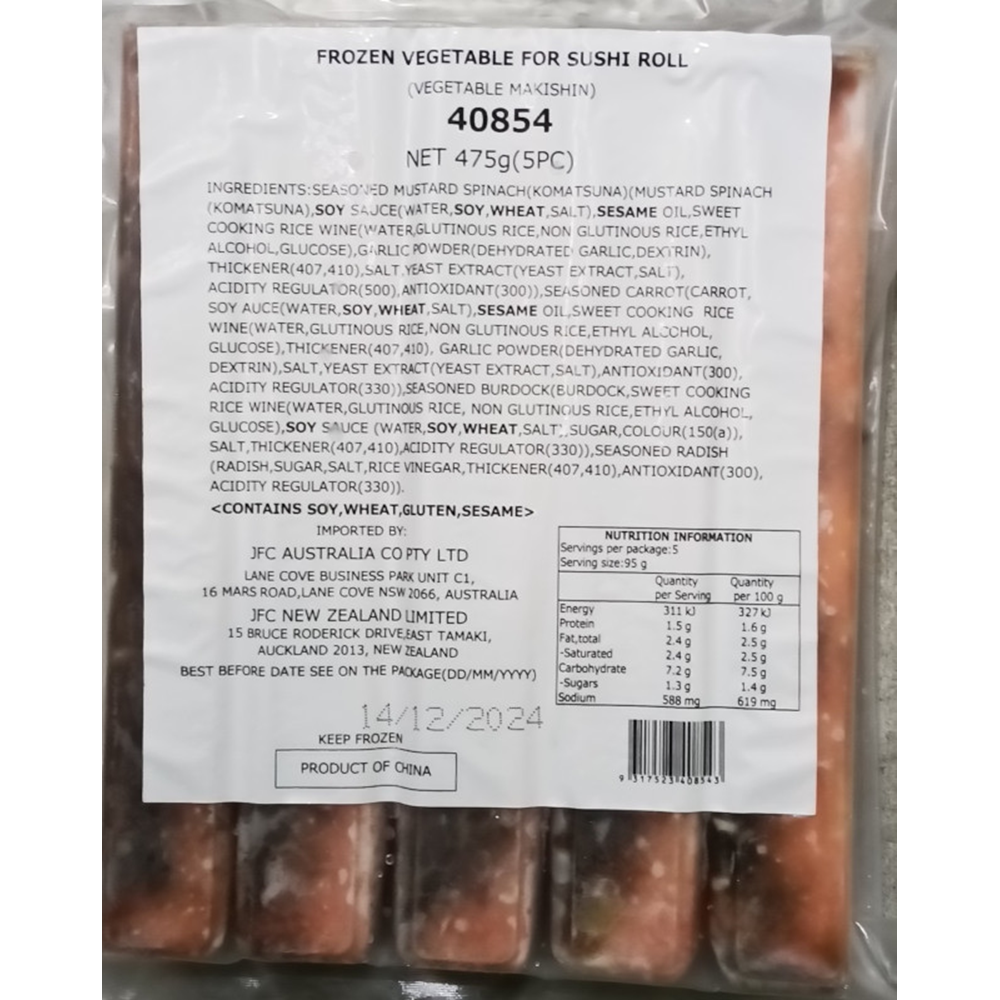 FROZEN VEGETABLE FOR SUSHI ROLL
(VEGETABLE MAKISHIN)
40854
NET 475g(5PC)
INGREDIENTS:SEASONED MUSTARD SPINACH(KOMATSUNA)(MUSTARD SPINACH
(KOMATSUNA),SOY SAUCE(WATER,SOY,WHEAT,SALT),SESAME OIL,SWEET
COOKING RICE WINE(WATER,GLUTINOUS RICE,NON GLUTINOUS RICE,ETHYL
ALCOHOL,GLUCOSE),GARLIC POWDER(DEHYDRATED GARLIC,DEXTRIN),
THICKENER(407,410),SALT,YEAST EXTRACT(YEAST EXTRACT,SALT),
ACIDITY REGULATOR(500),ANTIOXIDANT(300)),SEASONED CARROT(CARROT,
SOY AUCE(WATER,SOY,WHEAT,SALT),SESAME OIL,SWEET COOKING RICE
WINE(WATER,GLUTINOUS RICE,NON GLUTINOUS RICE,ETHYL ALCOHOL,
GLUCOSE),THICKENER(407,410), GARLIC POWDER(DEHYDRATED GARLIC,
DEXTRIN),SALT,YEAST EXTRACT(YEAST EXTRACT,SALT),ANTIOXIDANT(300),
ACIDITY REGULATOR(330)),SEASONED BURDOCK(BURDOCK,SWEET COOKING
RICE WINE(WATER,GLUTINOUS RICE, NON GLUTINOUS RICE,ETHYL ALCOHOL,
GLUCOSE),SOY SAUCE (WATER,SOY,WHEAT,SALT),SUGAR,COLOUR(150(a)),
SALT,THICKENER(407,410),ACIDITY REGULATOR(330)),SEASONED RADISH
(RADISH,SUGAR,SALT,RICE VINEGAR,THICKENER(407,410),ANTIOXIDANT(300),
ACIDITY REGULATOR(330)).
<CONTAINS SOY,WHEAT,GLUTEN,SESAME>
IMPORTED BY:
JFC AUSTRALIA CO PTY LTD
LANE COVE BUSINESS PARK UNIT C1,
16 MARS ROAD,LANE COVE NSW 2066, AUSTRALIA
JFC NEW ZEALAND LIMITED
15 BRUCE RODERICK DRIVE,EAST TAMAKI,
AUCKLAND 2013, NEW ZEALAND
BEST BEFORE DATE SEE ON THE PACKAGE(DD/MM/YYYY)
14/12/2024
KEEP FROZEN
PRODUCT OF CHINA
NUTRITION INFORMATION
Servings per package:5
Serving size:95 g
Quantity per Serving Quantity per 100 g
Energy 311 kJ 327 kJ
Protein 1.5 g 1.6 g
Fat,total 2.4 g 2.5 g
-Saturated 2.4 g 2.5 g
Carbohydrate 7.2 g 7.5 g
-Sugars 1.3 g 1.4 g
Sodium 588 mg 619 mg
9 317523 408543